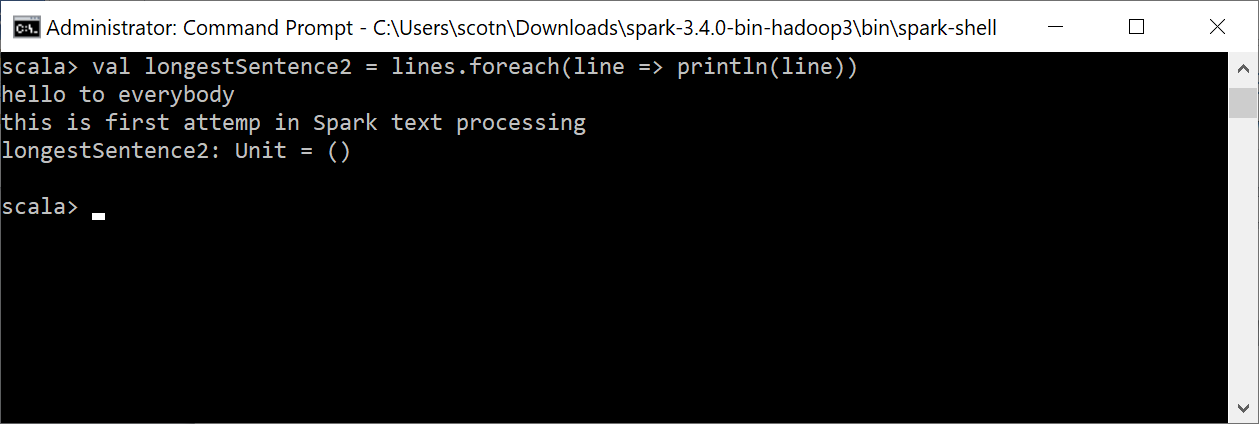 Administrator: Command Prompt - C:\Users\scotn\Downloads\spark-3.4.0-bin-hadoop3\bin\spark-shell
scala> val longestSentence2 = lines.foreach(line => println(line))
hello to everybody
this is first attemp in Spark text processing
longestSentence2: Unit = ()
scala>